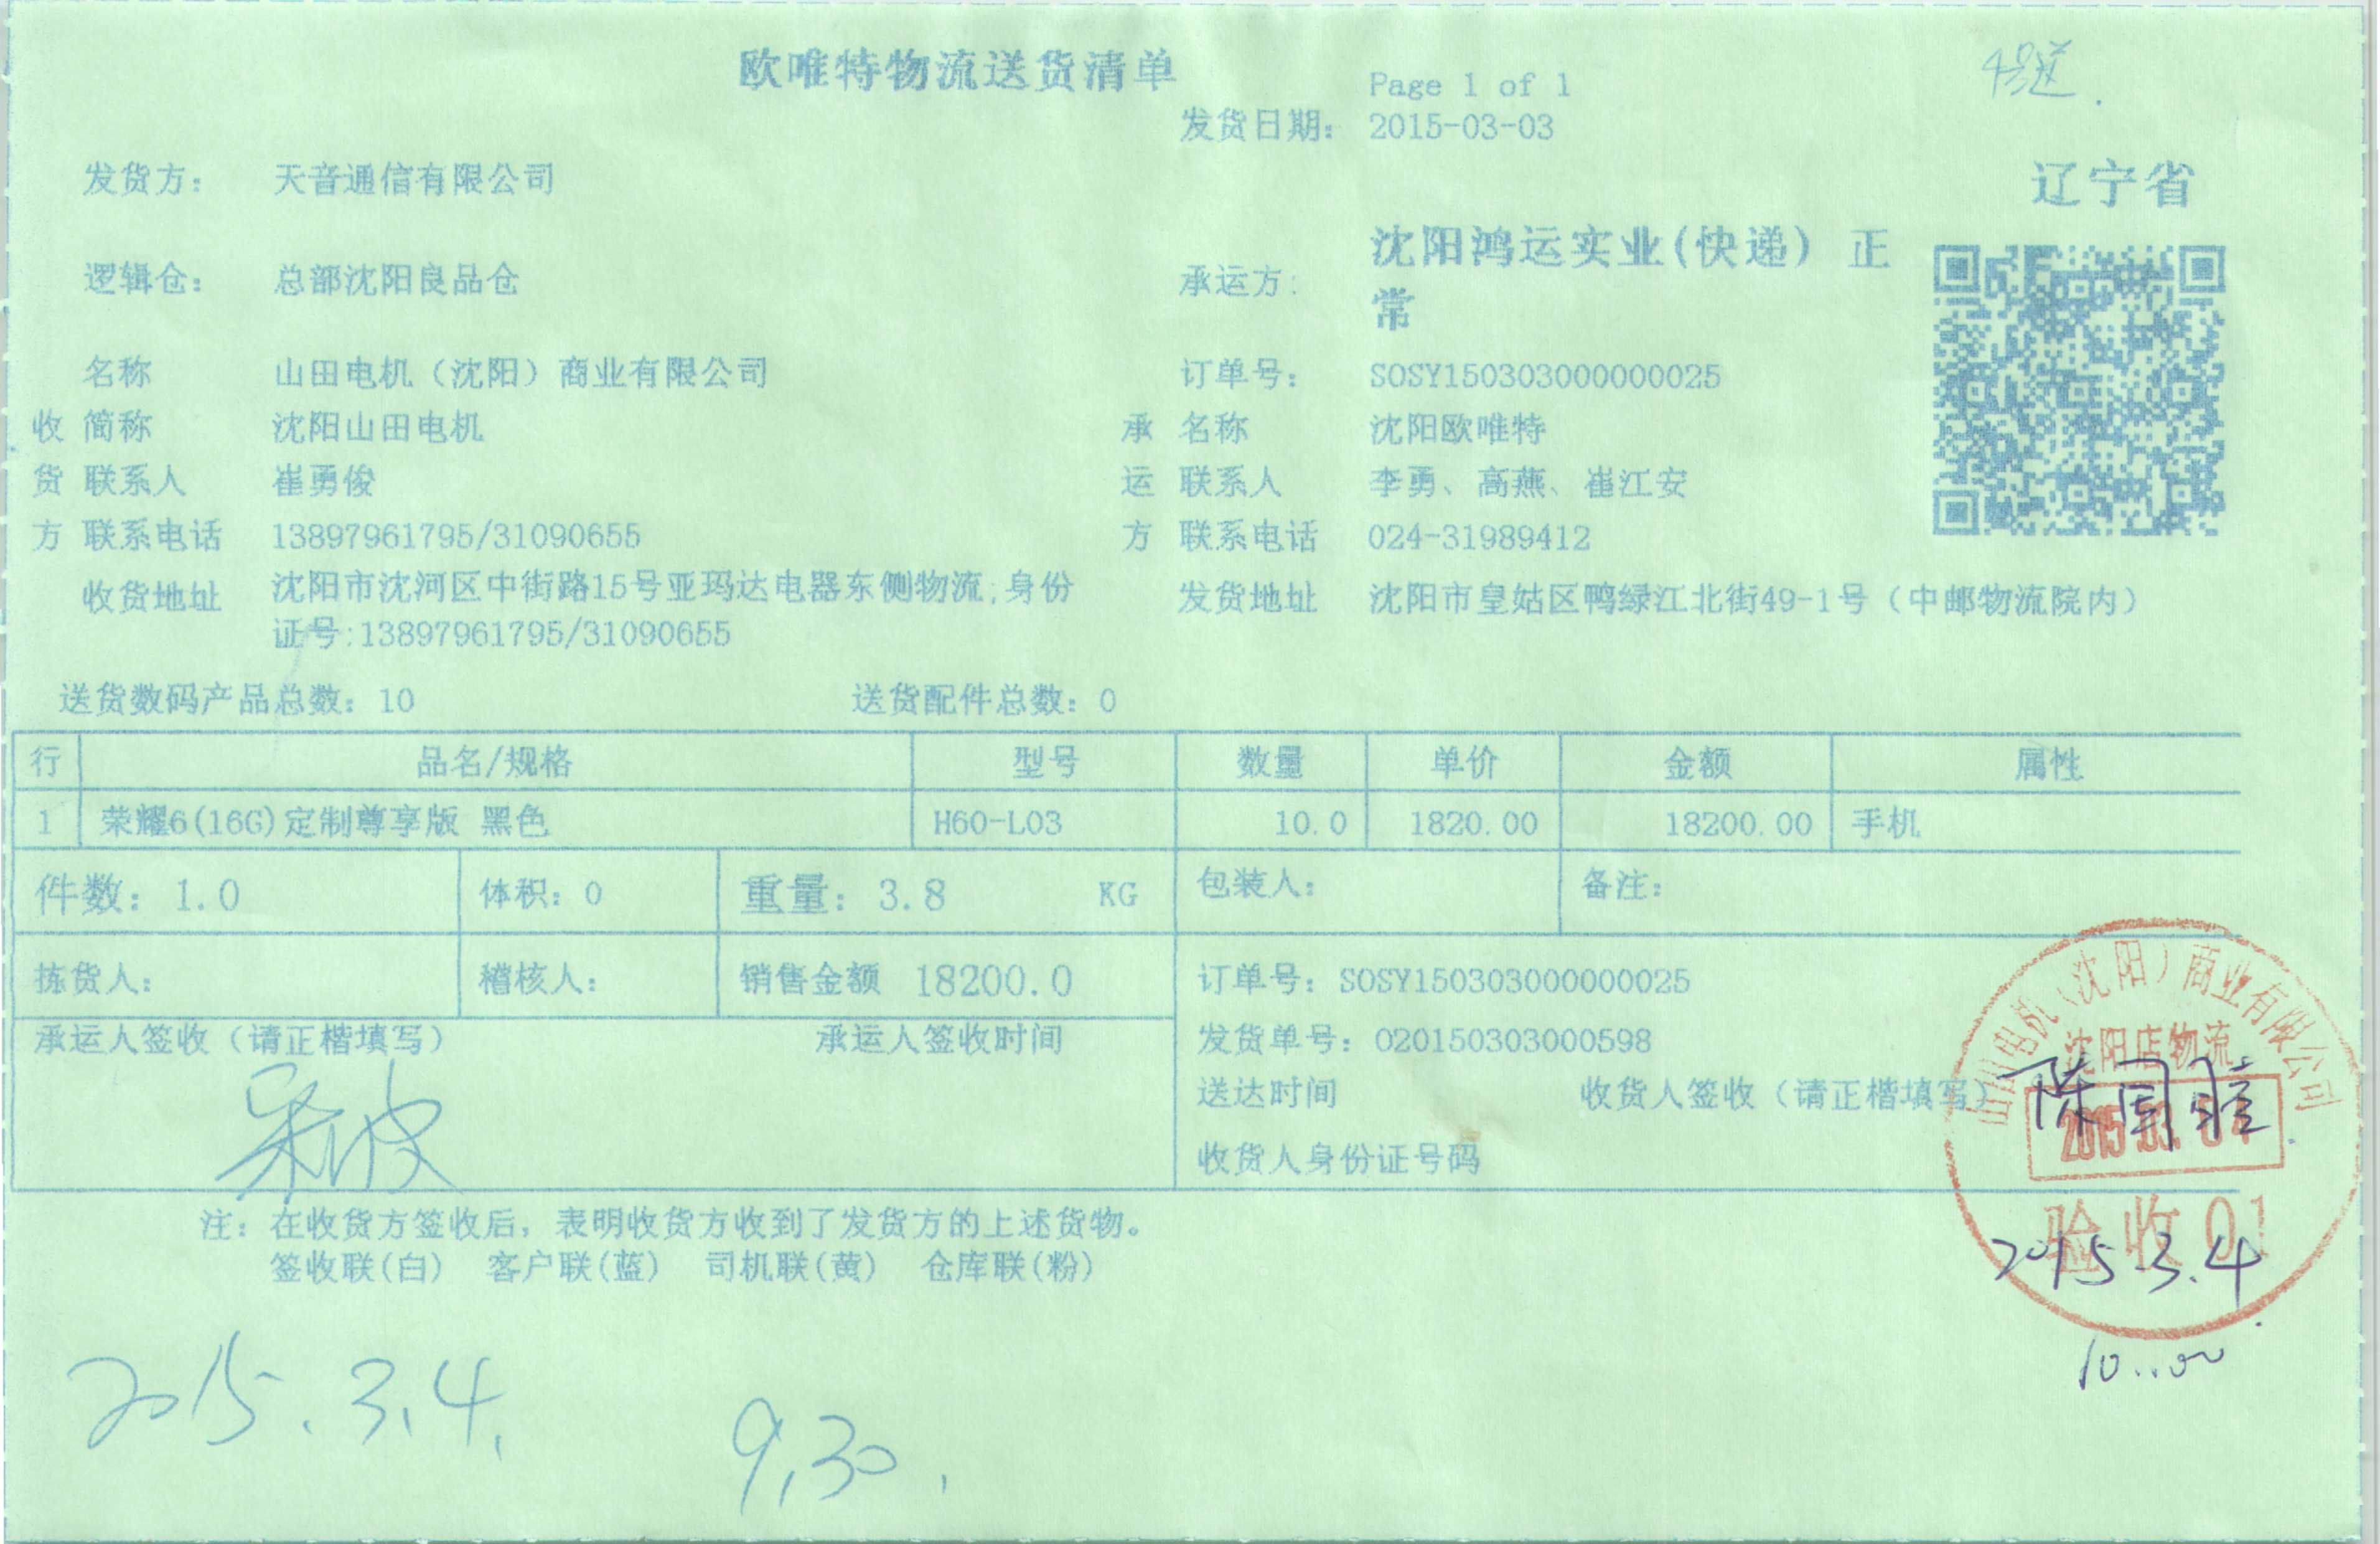 欧唯特物流送货清单
Page 1 of 1
4号送.
发货日期： 2015-03-03
发货方： 天音通信有限公司
辽宁省
逻辑仓： 总部沈阳良品仓
承运方： 沈阳鸿运实业(快递) 正
常
名称 山田电机（沈阳）商业有限公司
订单号： SOSY150303000000025
收 简称 沈阳山田电机
承 名称 沈阳欧唯特
货 联系人 崔勇俊
运 联系人 李勇、高燕、崔江安
方 联系电话 13897961795/31090655
方 联系电话 024-31989412
收货地址 沈阳市沈河区中街路15号亚玛达电器东侧物流;身份
证号:13897961795/31090655
发货地址 沈阳市皇姑区鸭绿江北街49-1号（中邮物流院内）
送货数码产品总数：10 送货配件总数：0
行 品名/规格 型号 数量 单价 金额 属性
1 荣耀6(16G)定制尊享版 黑色 H60-L03 10.0 1820.00 18200.00 手机
件数：1.0 体积：0 重量：3.8 KG 包装人： 备注：
拣货人： 稽核人： 销售金额 18200.0 订单号：SOSY150303000000025
承运人签收（请正楷填写） 承运人签收时间
发货单号：020150303000598
送达时间 收货人签收（请正楷填写）
收货人身份证号码
山田电机（沈阳）商业有限公司
沈阳店物流
2015.03.04
验收01
2015.3.4
10:00
注：在收货方签收后，表明收货方收到了发货方的上述货物。
签收联(白) 客户联(蓝) 司机联(黄) 仓库联(粉)
2015.3.4.
9.30.